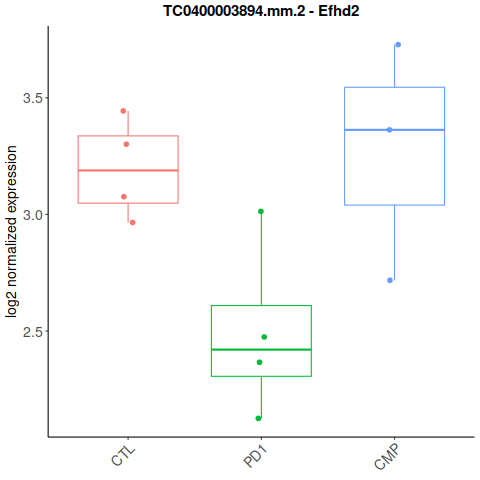 TC0400003894.mm.2 - Efhd2
log2 normalized expression
3.5
3.0
2.5
CTL
PD1
CMP